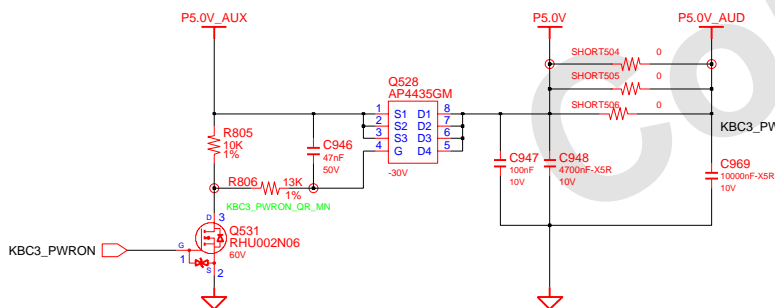 P5.0V_AUX
P5.0V
P5.0V_AUD
SHORT504 0
SHORT505 0
SHORT506 0
Q528
AP4435GM
1 S1 D1 8
2 S2 D2 7
3 S3 D3 6
4 G D4 5
-30V
R805
10K
1%
C946
47nF
50V
R806 13K
1%
KBC3_PWRON_QR_MN
C947
100nF
10V
C948
4700nF-X5R
10V
C969
10000nF-X5R
10V
KBC3_PW
D 3
Q531
RHU002N06
60V
G
1
S
2
KBC3_PWRON
Co